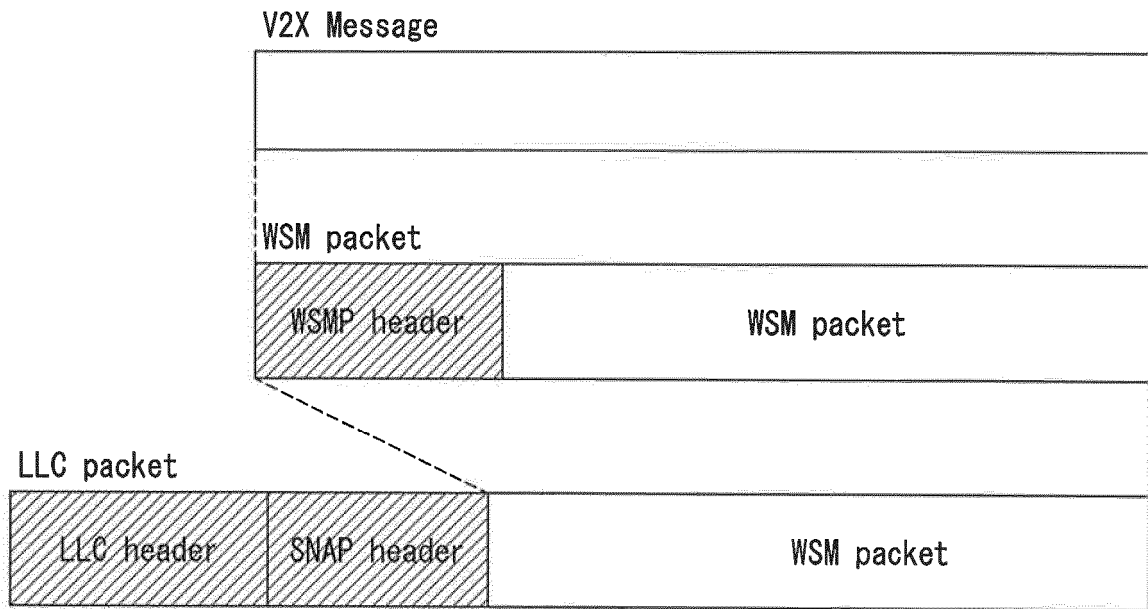 V2X Message
WSM packet
WSMP header WSM packet
LLC packet
LLC header SNAP header WSM packet